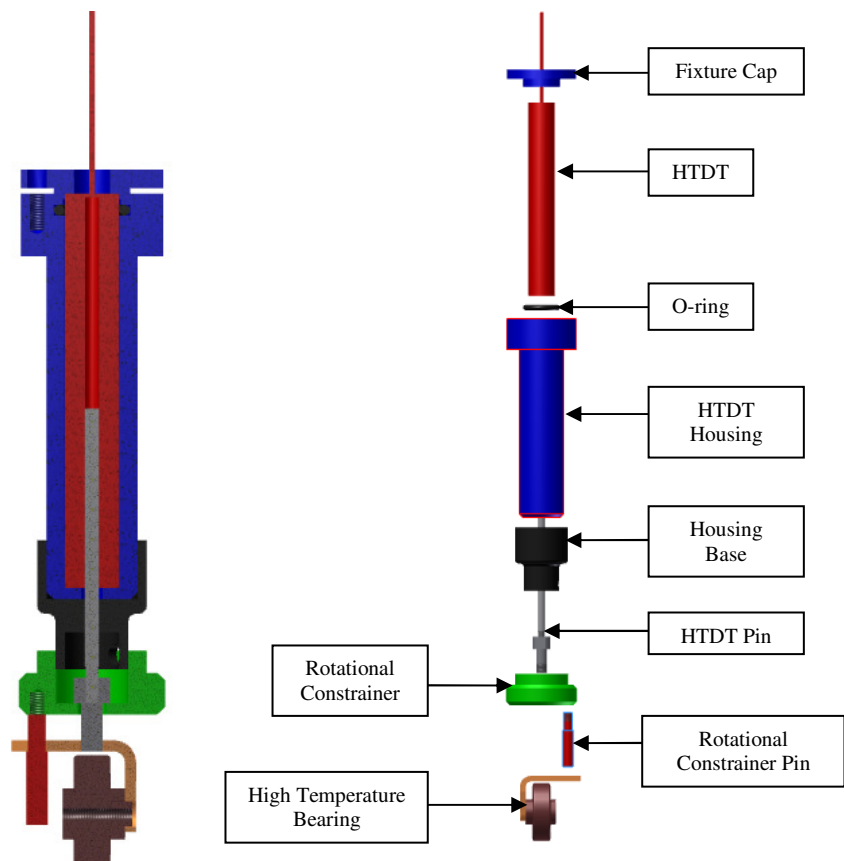 Fixture Cap
HTDT
O-ring
HTDT
Housing
Housing
Base
HTDT Pin
Rotational
Constrainer
Rotational
Constrainer Pin
High Temperature
Bearing